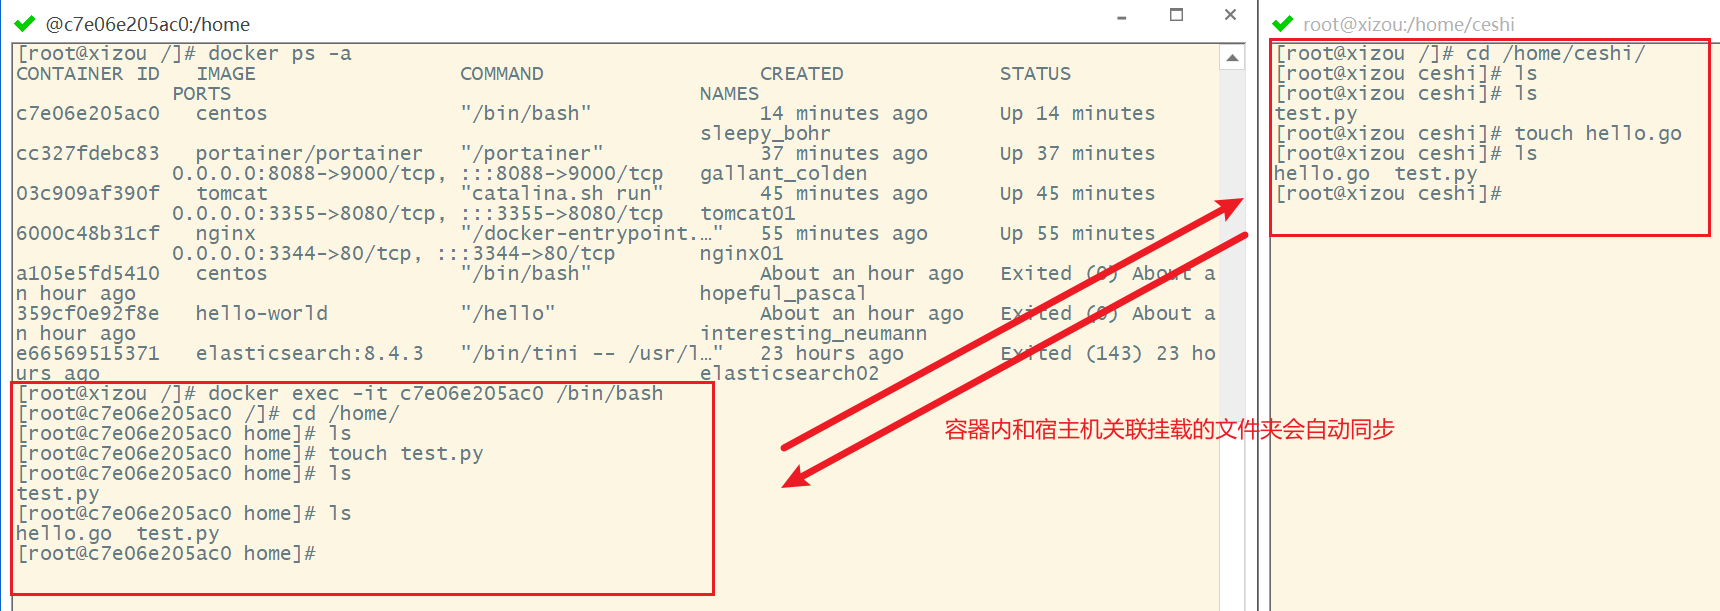 @c7e06e205ac0:/home
[root@xizou /]# docker ps -a
CONTAINER ID   IMAGE                 COMMAND                  CREATED             STATUS
             PORTS                                       NAMES
c7e06e205ac0   centos                "/bin/bash"              14 minutes ago      Up 14 minutes
                                                         sleepy_bohr
cc327fdebc83   portainer/portainer   "/portainer"             37 minutes ago      Up 37 minutes
             0.0.0.0:8088->9000/tcp, :::8088->9000/tcp   gallant_colden
03c909af390f   tomcat                "catalina.sh run"        45 minutes ago      Up 45 minutes
             0.0.0.0:3355->8080/tcp, :::3355->8080/tcp   tomcat01
6000c48b31cf   nginx                 "/docker-entrypoint.…"   55 minutes ago      Up 55 minutes
             0.0.0.0:3344->80/tcp, :::3344->80/tcp       nginx01
a105e5fd5410   centos                "/bin/bash"              About an hour ago   Exited (0) About a
n hour ago                                               hopeful_pascal
359cf0e92f8e   hello-world           "/hello"                 About an hour ago   Exited (0) About a
n hour ago                                               interesting_neumann
e66569515371   elasticsearch:8.4.3   "/bin/tini -- /usr/l…"   23 hours ago        Exited (143) 23 ho
urs ago                                                  elasticsearch02
[root@xizou /]# docker exec -it c7e06e205ac0 /bin/bash
[root@c7e06e205ac0 /]# cd /home/
[root@c7e06e205ac0 home]# ls
[root@c7e06e205ac0 home]# touch test.py
[root@c7e06e205ac0 home]# ls
test.py
[root@c7e06e205ac0 home]# ls
hello.go  test.py
[root@c7e06e205ac0 home]#
容器内和宿主机关联挂载的文件夹会自动同步
root@xizou:/home/ceshi
[root@xizou /]# cd /home/ceshi/
[root@xizou ceshi]# ls
[root@xizou ceshi]# ls
test.py
[root@xizou ceshi]# touch hello.go
[root@xizou ceshi]# ls
hello.go  test.py
[root@xizou ceshi]#